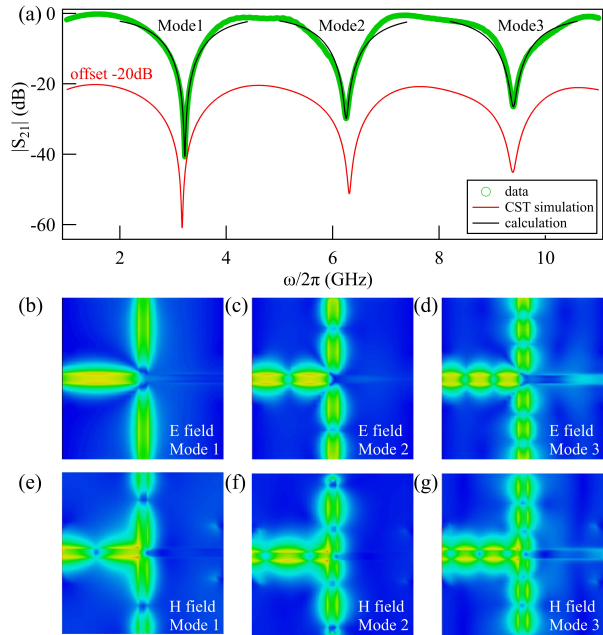 (a)
0
Mode1
Mode2
Mode3
offset -20dB
-20
|S21| (dB)
-40
-60
data
CST simulation
calculation
2
4
6
8
10
ω/2π (GHz)
(b)
(c)
(d)
E field
Mode 1
E field
Mode 2
E field
Mode 3
(e)
(f)
(g)
H field
Mode 1
H field
Mode 2
H field
Mode 3